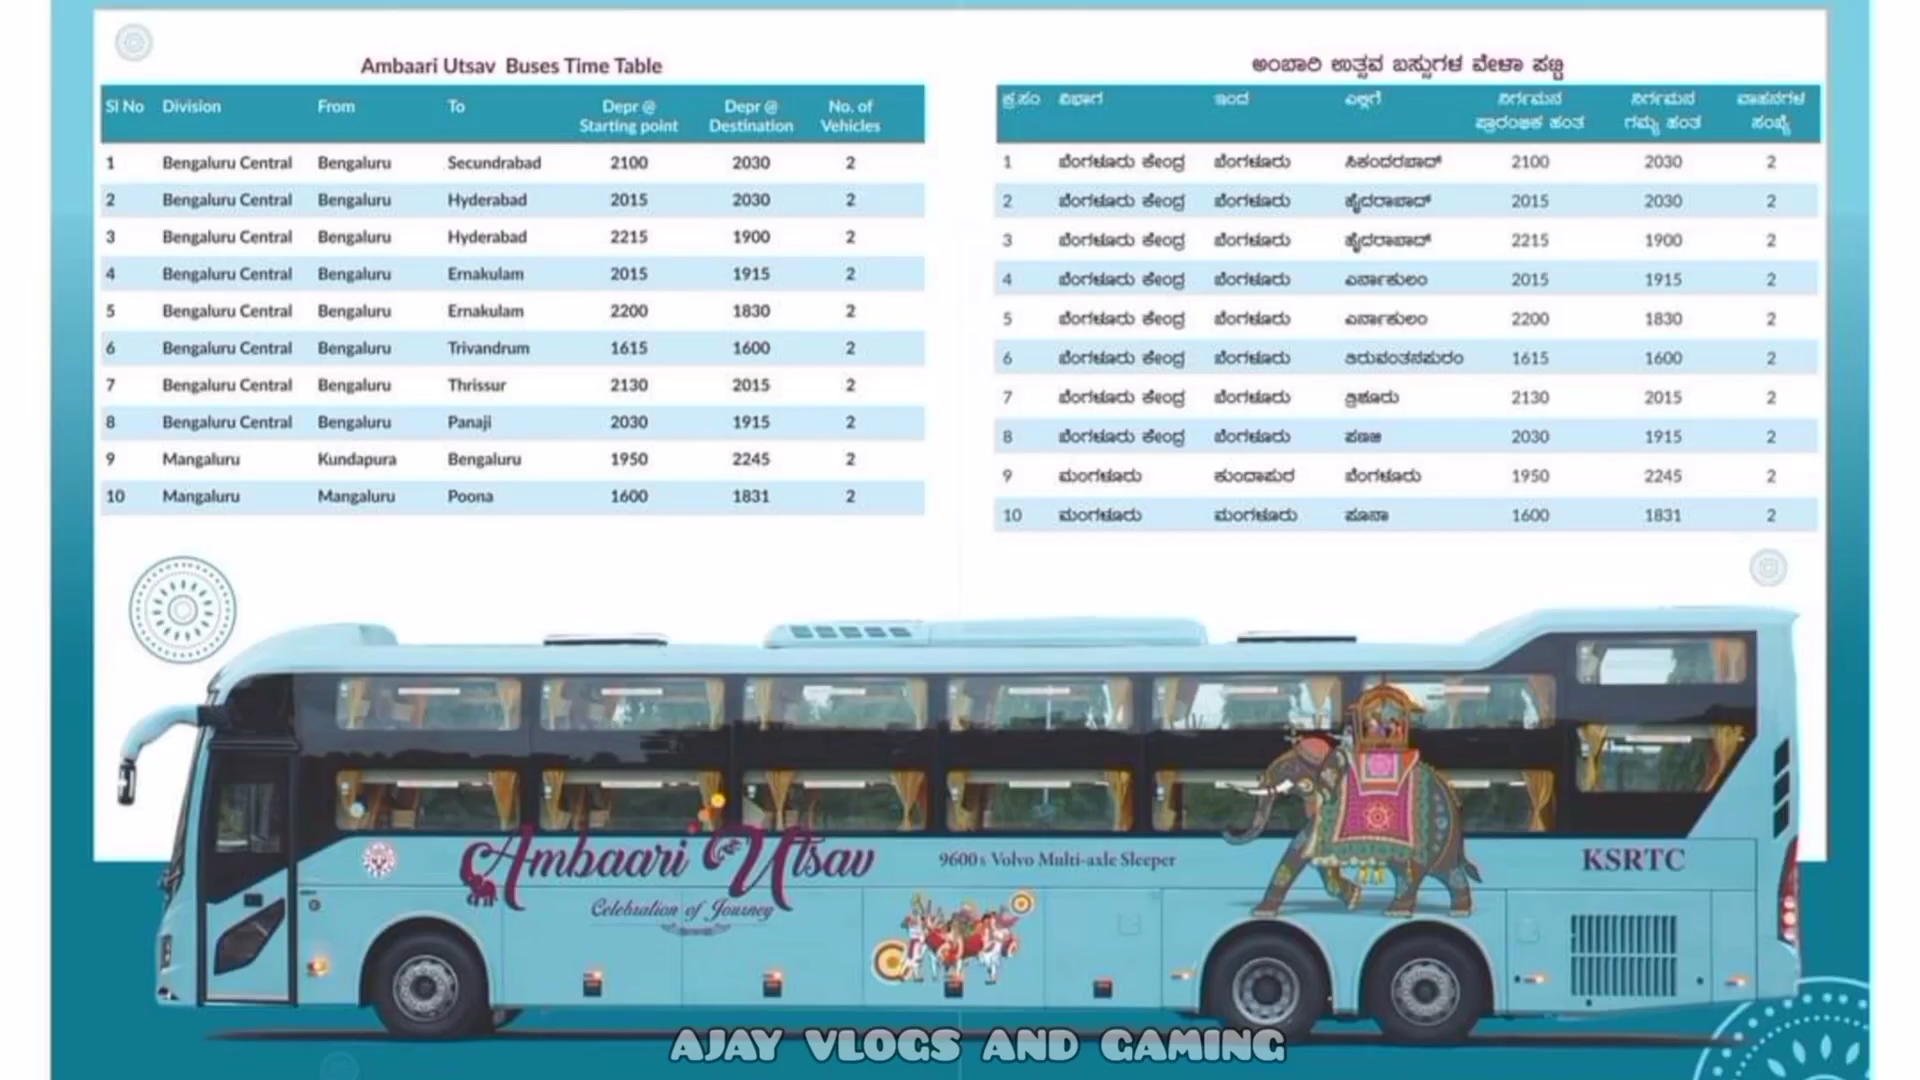 Ambaari Utsav Buses Time Table
Sl No Division From To Depr @ Starting point Depr @ Destination No. of Vehicles
1 Bengaluru Central Bengaluru Secundrabad 2100 2030 2
2 Bengaluru Central Bengaluru Hyderabad 2015 2030 2
3 Bengaluru Central Bengaluru Hyderabad 2215 1900 2
4 Bengaluru Central Bengaluru Ernakulam 2015 1915 2
5 Bengaluru Central Bengaluru Ernakulam 2200 1830 2
6 Bengaluru Central Bengaluru Trivandrum 1615 1600 2
7 Bengaluru Central Bengaluru Thrissur 2130 2015 2
8 Bengaluru Central Bengaluru Panaji 2030 1915 2
9 Mangaluru Kundapura Bengaluru 1950 2245 2
10 Mangaluru Mangaluru Poona 1600 1831 2
ಅಂಬಾರಿ ಉತ್ಸವ ಬಸ್ಸುಗಳ ವೇಳಾ ಪಟ್ಟಿ
ಕ್ರ.ಸಂ ವಿಭಾಗ ಇಂದ ಎಲ್ಲಿಗೆ ನಿರ್ಗಮನ ಪ್ರಾರಂಭಿಕ ಹಂತ ನಿರ್ಗಮನ ಗಮ್ಯ ಹಂತ ವಾಹನಗಳ ಸಂಖ್ಯೆ
1 ಬೆಂಗಳೂರು ಕೇಂದ್ರ ಬೆಂಗಳೂರು ಸಿಕಂದರಬಾದ್ 2100 2030 2
2 ಬೆಂಗಳೂರು ಕೇಂದ್ರ ಬೆಂಗಳೂರು ಹೈದರಾಬಾದ್ 2015 2030 2
3 ಬೆಂಗಳೂರು ಕೇಂದ್ರ ಬೆಂಗಳೂರು ಹೈದರಾಬಾದ್ 2215 1900 2
4 ಬೆಂಗಳೂರು ಕೇಂದ್ರ ಬೆಂಗಳೂರು ಎರ್ನಾಕುಲಂ 2015 1915 2
5 ಬೆಂಗಳೂರು ಕೇಂದ್ರ ಬೆಂಗಳೂರು ಎರ್ನಾಕುಲಂ 2200 1830 2
6 ಬೆಂಗಳೂರು ಕೇಂದ್ರ ಬೆಂಗಳೂರು ತಿರುವಂತನಪುರಂ 1615 1600 2
7 ಬೆಂಗಳೂರು ಕೇಂದ್ರ ಬೆಂಗಳೂರು ತ್ರಿಶೂರು 2130 2015 2
8 ಬೆಂಗಳೂರು ಕೇಂದ್ರ ಬೆಂಗಳೂರು ಪಣಜಿ 2030 1915 2
9 ಮಂಗಳೂರು ಕುಂದಾಪುರ ಬೆಂಗಳೂರು 1950 2245 2
10 ಮಂಗಳೂರು ಮಂಗಳೂರು ಪೂನಾ 1600 1831 2
Ambaari Utsav
Celebration of Journey
9600s Volvo Multi-axle Sleeper
KSRTC
AJAY VLOGS AND GAMING